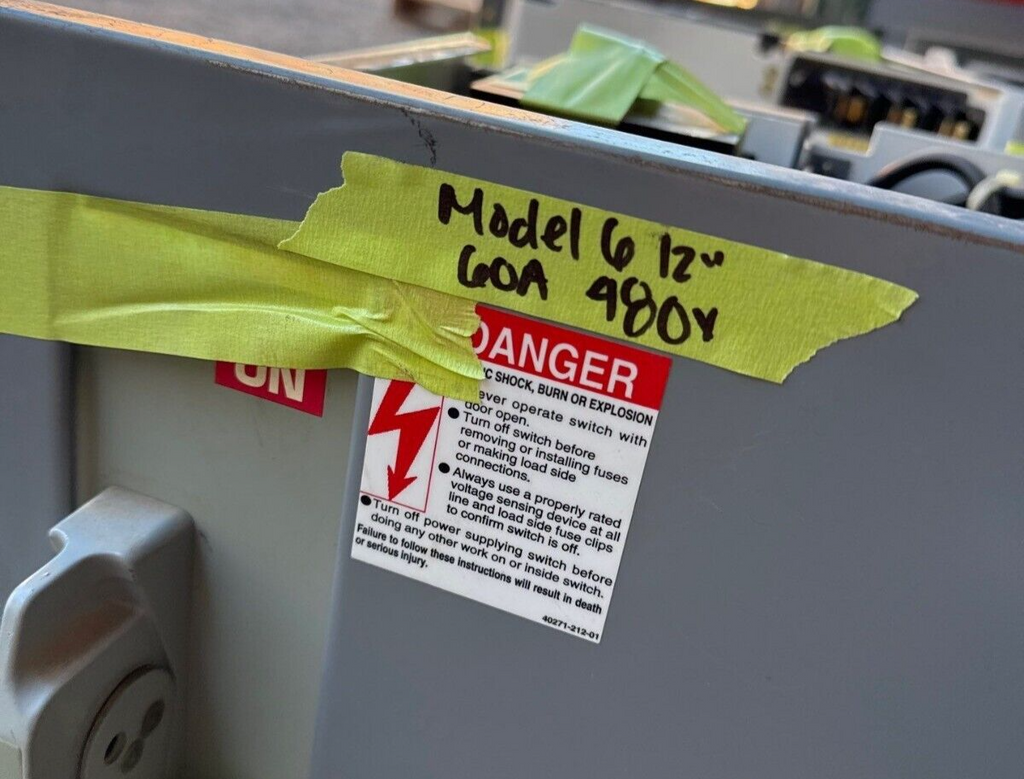 Model 6 12"
60A 480V
ON
DANGER
SHOCK, BURN OR EXPLOSION
ever operate switch with
door open.
● Turn off switch before
removing or installing fuses
or making load side
connections.
● Always use a properly rated
voltage sensing device at all
line and load side fuse clips
to confirm switch is off.
● Turn off power supplying switch before
doing any other work on or inside switch.
Failure to follow these instructions will result in death
or serious injury.
40271-212-01